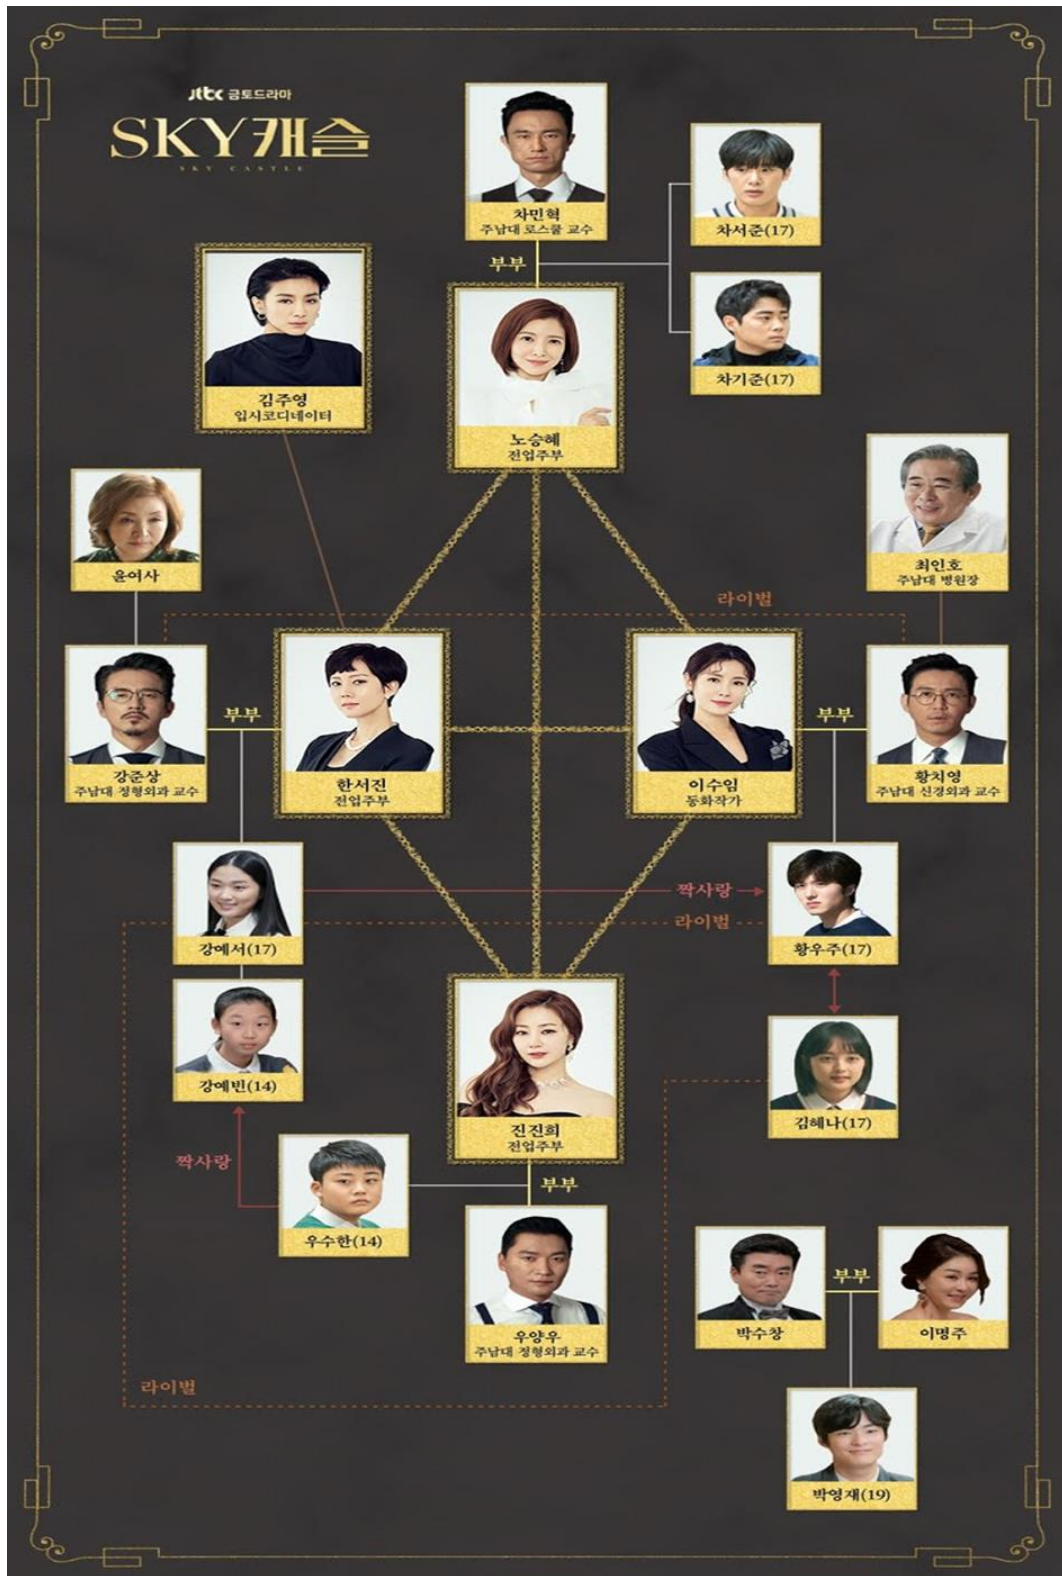 jtbc 금토드라마
SKY캐슬
SKY CASTLE
차민혁
주남대 로스쿨 교수
차서준(17)
부부
차기준(17)
김주영
입시코디네이터
노승혜
전업주부
윤여사
최인호
주남대 병원장
라이벌
강준상
주남대 정형외과 교수
부부
한서진
전업주부
이수임
동화작가
부부
황치영
주남대 신경외과 교수
강예서(17)
짝사랑
라이벌
황우주(17)
강예빈(14)
진진희
전업주부
김혜나(17)
짝사랑
우수한(14)
부부
우양우
주남대 정형외과 교수
박수창
부부
이명주
라이벌
박영재(19)